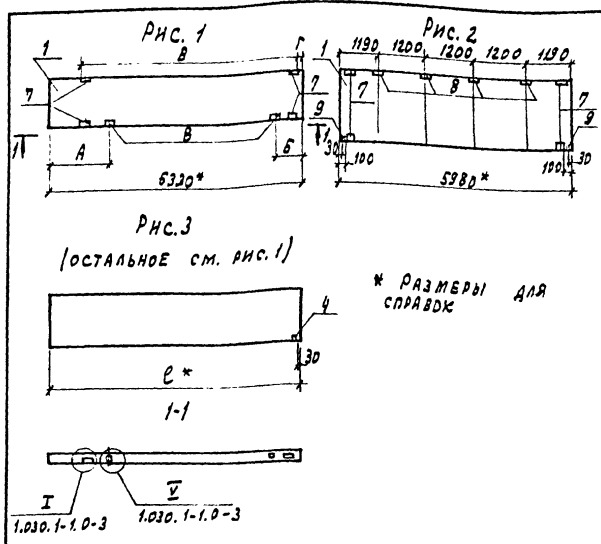 Рис. 1
1
7
В
Г
7
В
А
Б
1
1
6320*
Рис. 2
1190 1200 1200 1200 1190
1
7
8
7
9
9
30
100
100
30
5980*
Рис.3
(остальное см. рис.1)
4
30
ℓ*
* Размеры для
справок
1-1
I
1.030.1-1.0-3
V
1.030.1-1.0-3